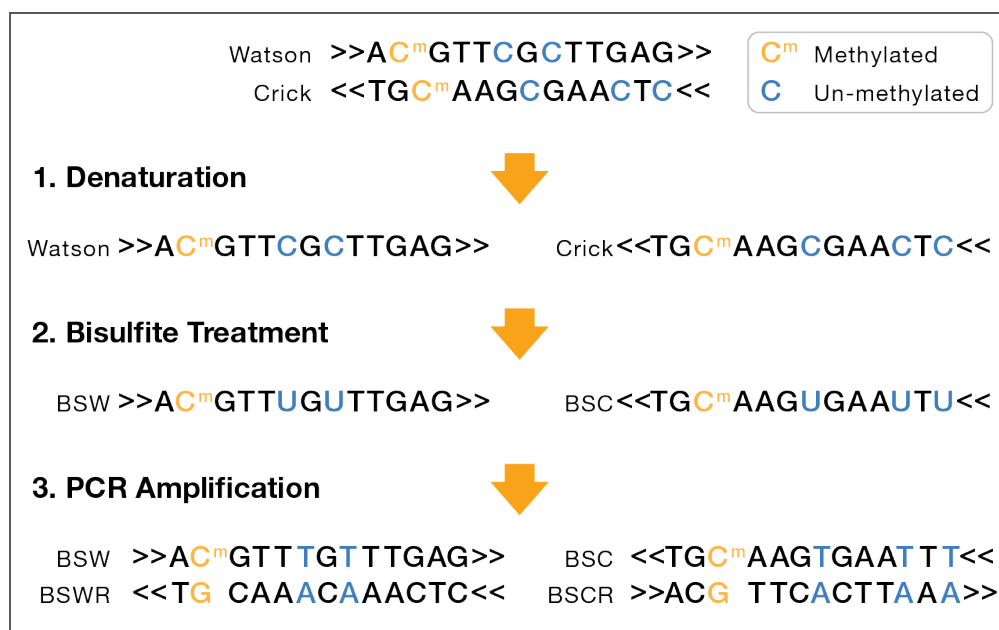 Watson >>ACᵐGTTCGCTTGAG>>
Crick <<TGCᵐAAGCGAACTC<<
Cᵐ Methylated
C Un-methylated
1. Denaturation
Watson >>ACᵐGTTCGCTTGAG>>
Crick <<TGCᵐAAGCGAACTC<<
2. Bisulfite Treatment
BSW >>ACᵐGTTUGUTTGAG>>
BSC <<TGCᵐAAGUGAAUTU<<
3. PCR Amplification
BSW >>ACᵐGTTTGTTTGAG>>
BSWR <<TG CAAACAAACTC<<
BSC <<TGCᵐAAGTGAATTT<<
BSCR >>ACG TTCACTTAAA>>